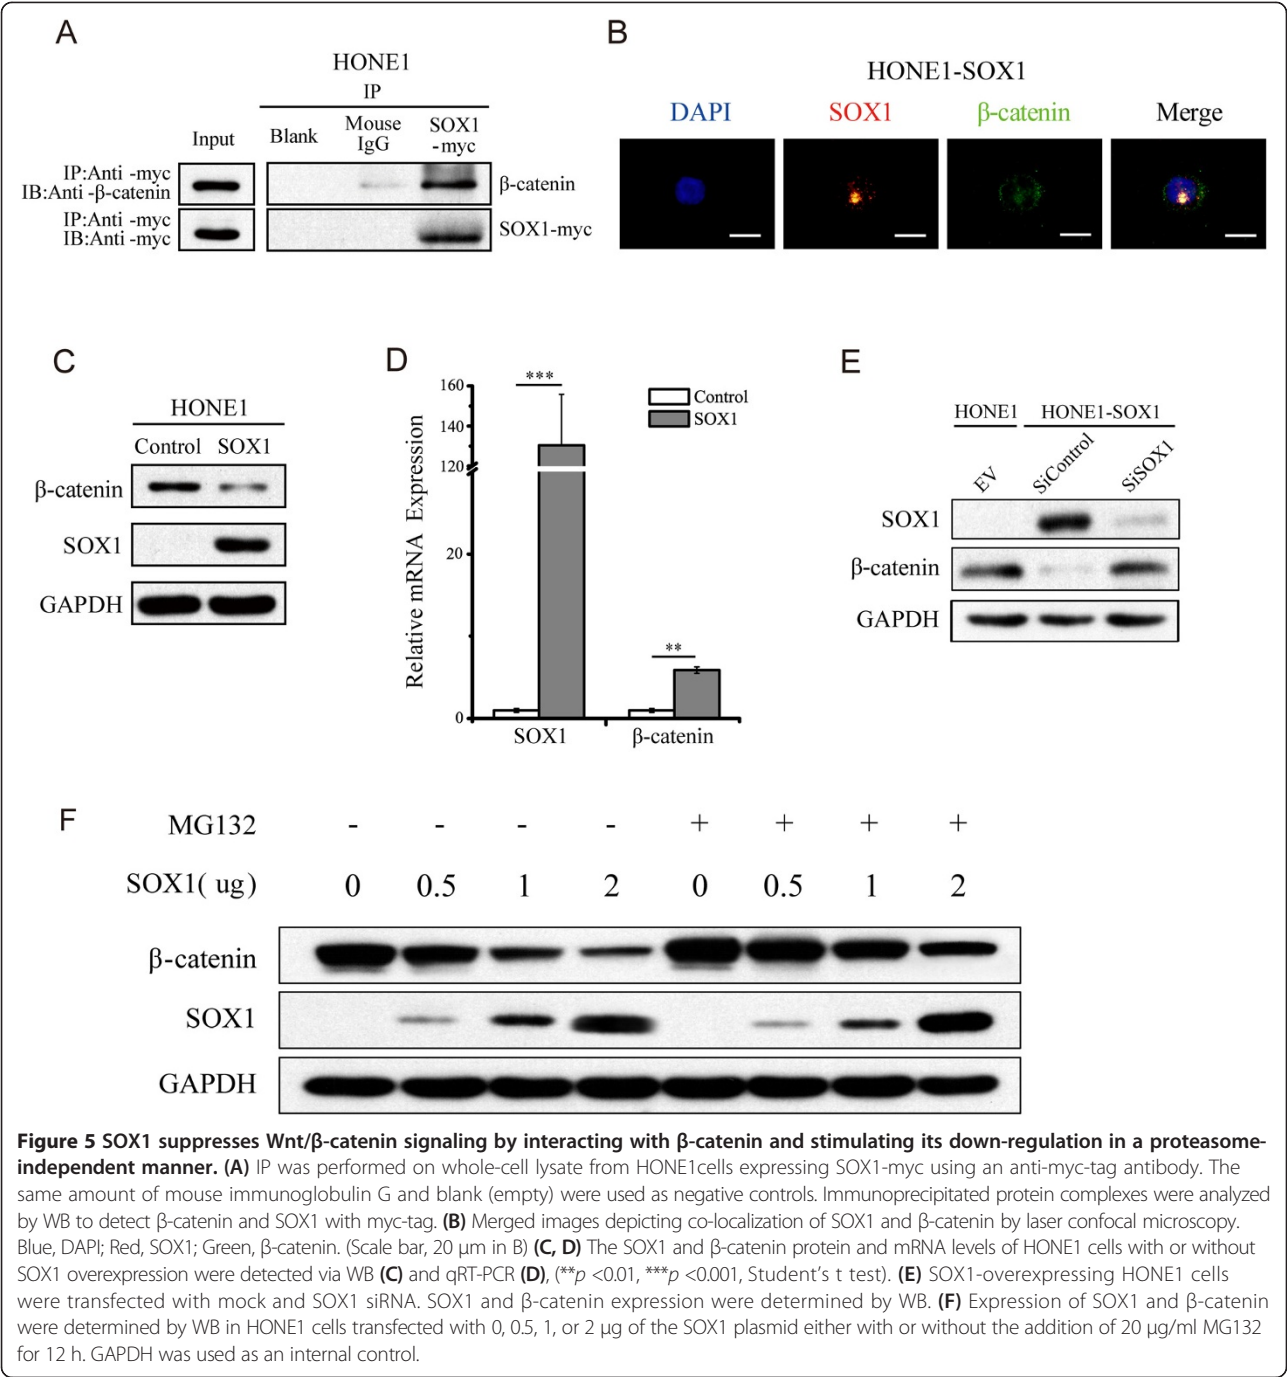 A
HONE1
IP
Input
Blank
Mouse
IgG
SOX1
-myc
IP:Anti -myc
IB:Anti -β-catenin
β-catenin
IP:Anti -myc
IB:Anti -myc
SOX1-myc
B
HONE1-SOX1
DAPI
SOX1
β-catenin
Merge
C
HONE1
Control SOX1
β-catenin
SOX1
GAPDH
D
Relative mRNA Expression
160
140
120
20
0
***
**
Control
SOX1
SOX1
β-catenin
E
HONE1 HONE1-SOX1
EV
SiControl
SiSOX1
SOX1
β-catenin
GAPDH
F
MG132 - - - - + + + +
SOX1( ug) 0 0.5 1 2 0 0.5 1 2
β-catenin
SOX1
GAPDH
Figure 5 SOX1 suppresses Wnt/β-catenin signaling by interacting with β-catenin and stimulating its down-regulation in a proteasome-
independent manner. (A) IP was performed on whole-cell lysate from HONE1cells expressing SOX1-myc using an anti-myc-tag antibody. The
same amount of mouse immunoglobulin G and blank (empty) were used as negative controls. Immunoprecipitated protein complexes were analyzed
by WB to detect β-catenin and SOX1 with myc-tag. (B) Merged images depicting co-localization of SOX1 and β-catenin by laser confocal microscopy.
Blue, DAPI; Red, SOX1; Green, β-catenin. (Scale bar, 20 μm in B) (C, D) The SOX1 and β-catenin protein and mRNA levels of HONE1 cells with or without
SOX1 overexpression were detected via WB (C) and qRT-PCR (D), (**p <0.01, ***p <0.001, Student's t test). (E) SOX1-overexpressing HONE1 cells
were transfected with mock and SOX1 siRNA. SOX1 and β-catenin expression were determined by WB. (F) Expression of SOX1 and β-catenin
were determined by WB in HONE1 cells transfected with 0, 0.5, 1, or 2 μg of the SOX1 plasmid either with or without the addition of 20 μg/ml MG132
for 12 h. GAPDH was used as an internal control.